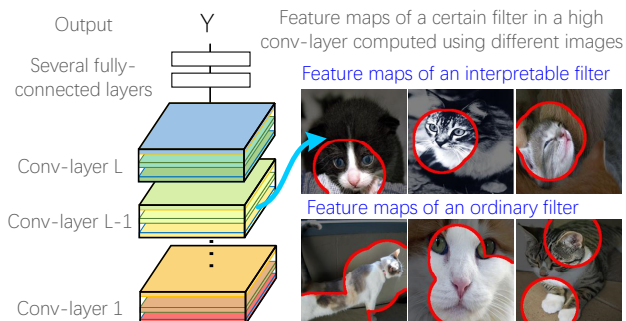 Output
Y
Several fully-
connected layers
Conv-layer L
Conv-layer L-1
Conv-layer 1
Feature maps of a certain filter in a high
conv-layer computed using different images
Feature maps of an interpretable filter
Feature maps of an ordinary filter